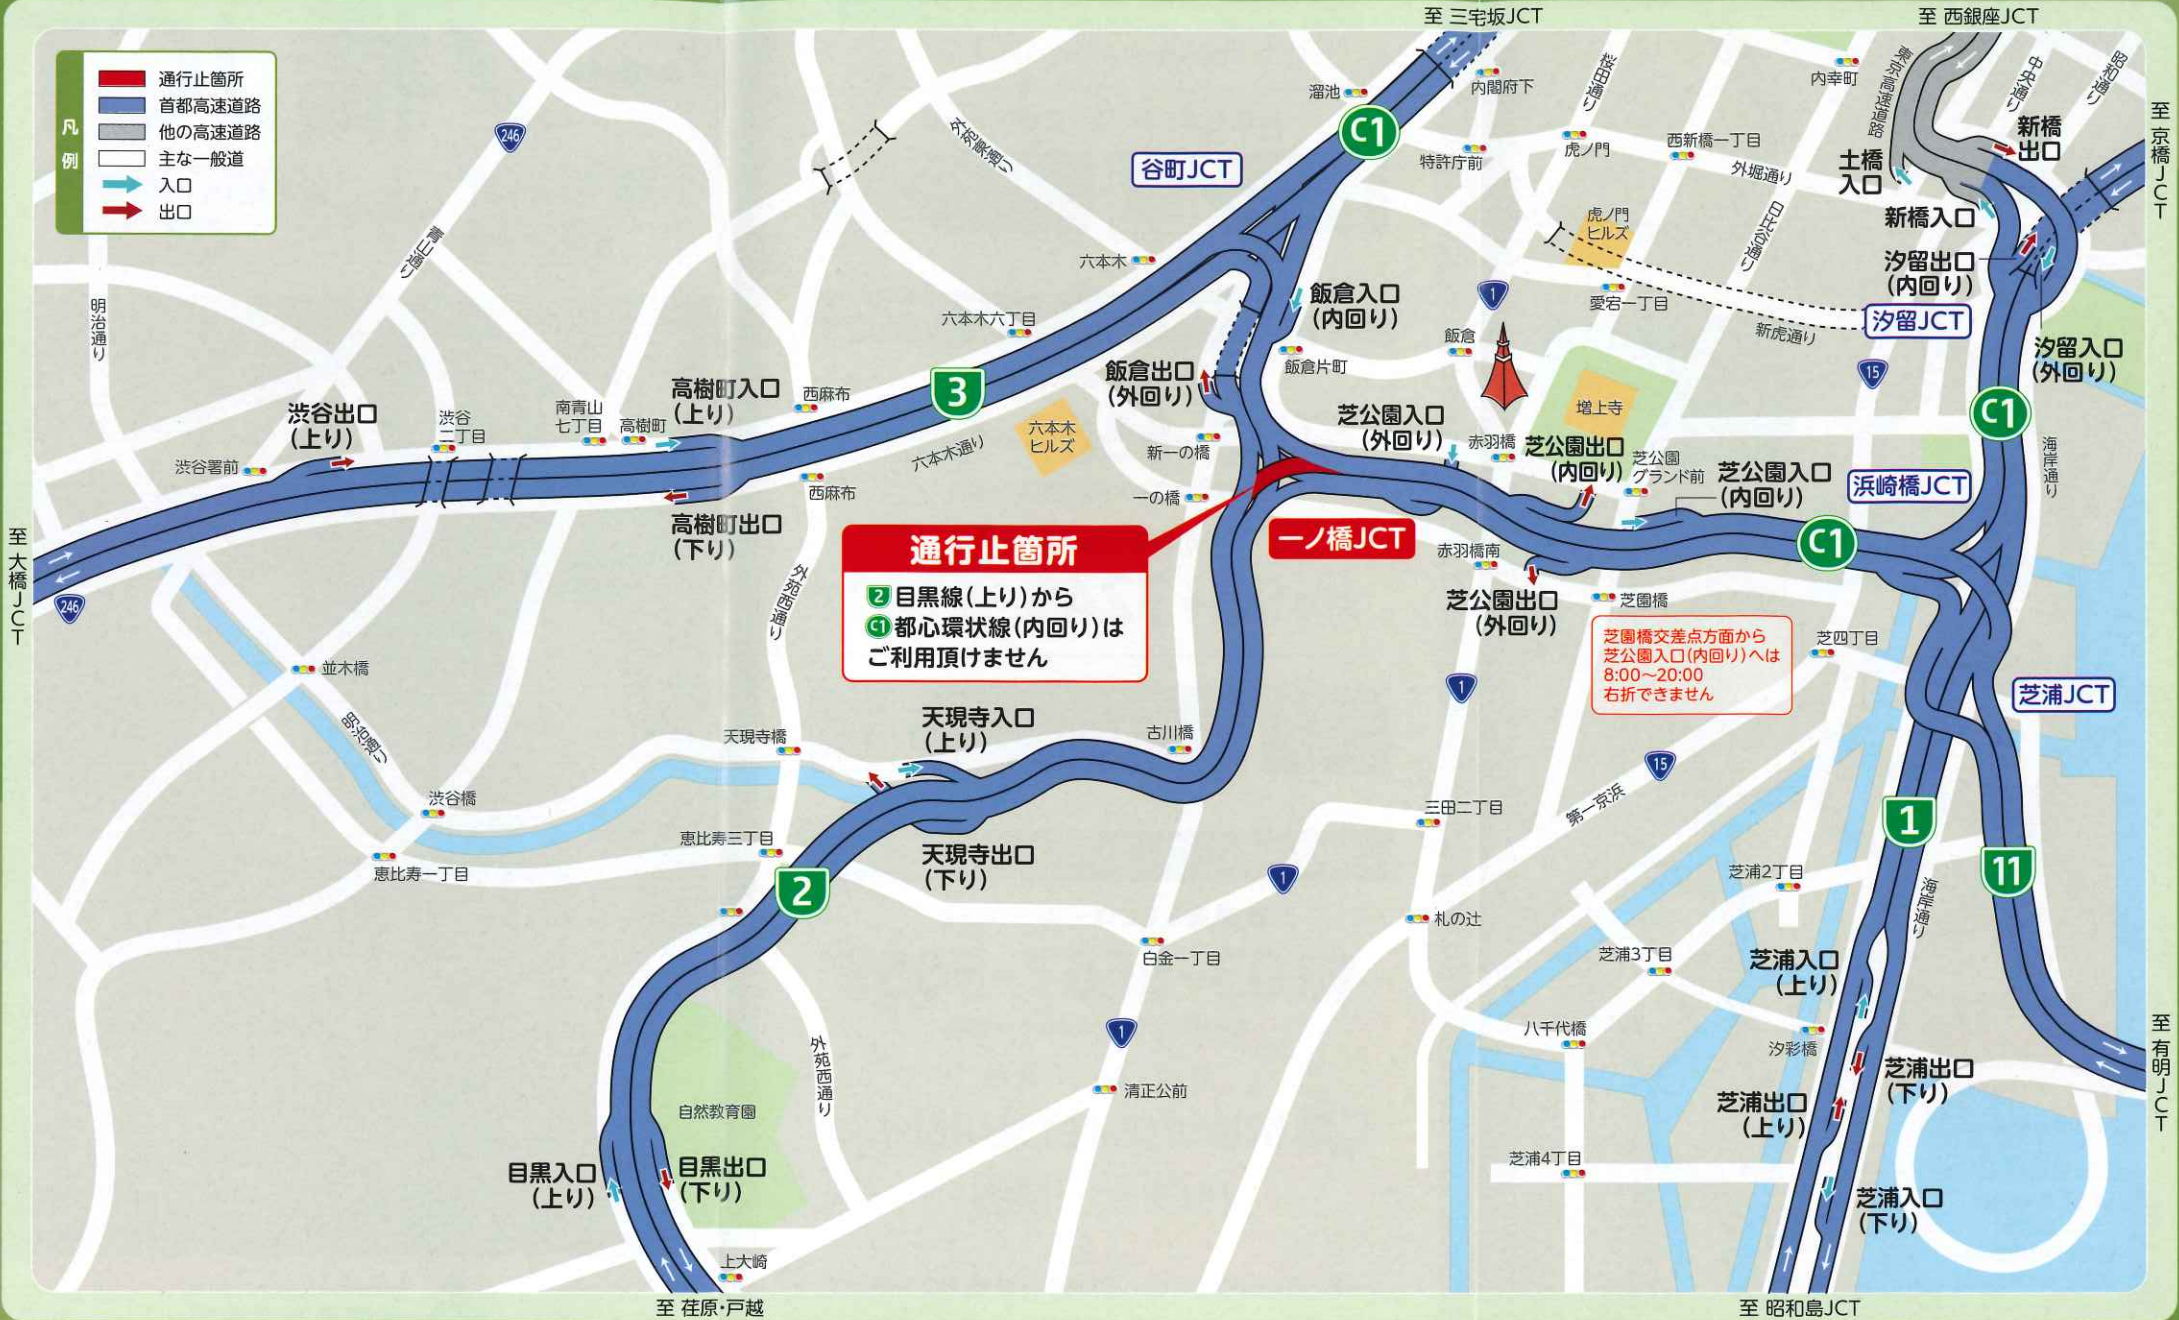 至 三宅坂JCT
至 西銀座JCT
凡例
通行止箇所
首都高速道路
他の高速道路
主な一般道
入口
出口
246
青山通り
明治通り
外苑東通り
溜池
C1
内閣府下
桜田通り
内幸町
東京高速道路
中央通り
昭和通り
至 京橋JCT
谷町JCT
特許庁前
虎ノ門
西新橋一丁目
外堀通り
土橋
入口
新橋
出口
新橋入口
虎ノ門
ヒルズ
日比谷通り
汐留出口
(内回り)
六本木
六本木六丁目
飯倉入口
(内回り)
1
愛宕一丁目
新虎通り
汐留JCT
飯倉
飯倉片町
飯倉出口
(外回り)
15
汐留入口
(外回り)
渋谷出口
(上り)
渋谷
二丁目
南青山
七丁目
高樹町
高樹町入口
(上り)
西麻布
3
六本木通り
六本木
ヒルズ
新一の橋
一の橋
芝公園入口
(外回り)
赤羽橋
増上寺
芝公園出口
(内回り)
芝公園
グランド前
芝公園入口
(内回り)
浜崎橋JCT
C1
海岸通り
渋谷署前
西麻布
高樹町出口
(下り)
至 大橋JCT
246
外苑西通り
通行止箇所
2 目黒線(上り)から
C1 都心環状線(内回り)は
ご利用頂けません
一ノ橋JCT
赤羽橋南
芝公園出口
(外回り)
芝園橋
C1
芝園橋交差点方面から
芝公園入口(内回り)へは
8:00〜20:00
右折できません
芝四丁目
芝浦JCT
並木橋
明治通り
1
15
第一京浜
天現寺橋
天現寺入口
(上り)
古川橋
渋谷橋
恵比寿一丁目
恵比寿三丁目
天現寺出口
(下り)
2
三田二丁目
1
札の辻
白金一丁目
1
芝浦2丁目
1
11
海岸通り
芝浦3丁目
芝浦入口
(上り)
八千代橋
汐彩橋
芝浦出口
(下り)
芝浦出口
(上り)
至 有明JCT
外苑西通り
清正公前
自然教育園
目黒入口
(上り)
目黒出口
(下り)
芝浦4丁目
芝浦入口
(下り)
上大崎
至 荏原・戸越
至 昭和島JCT